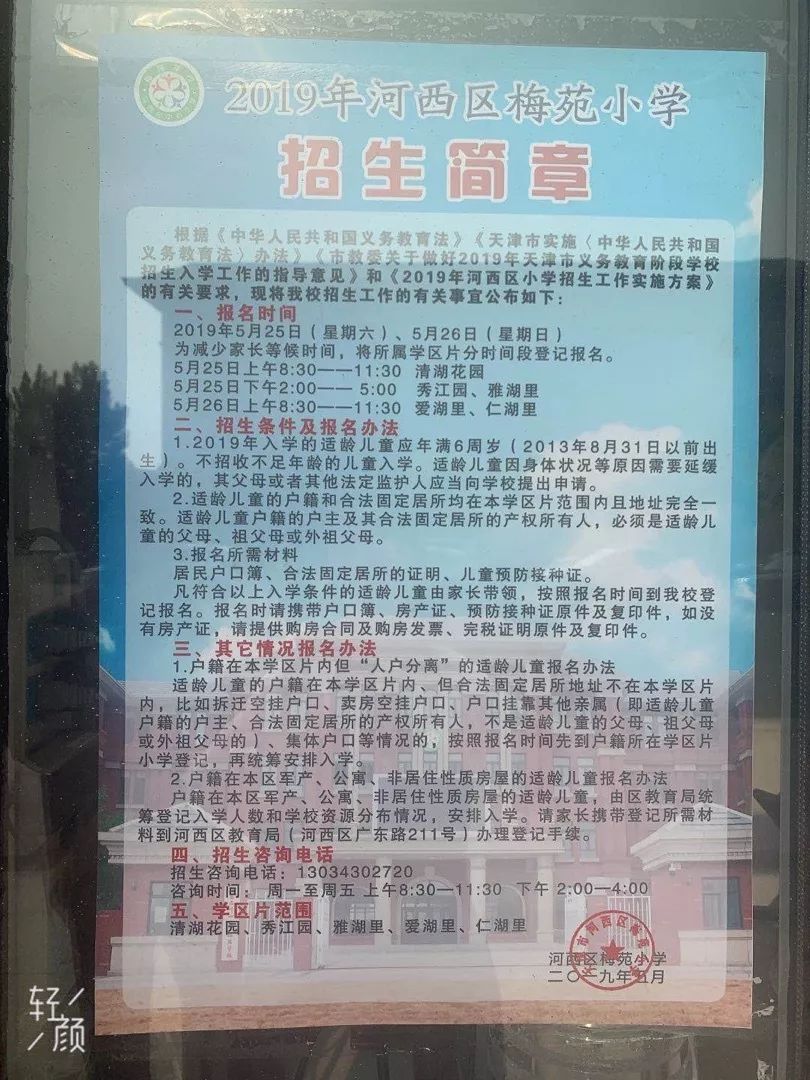 2019年河西区梅苑小学
招生简章
根据《中华人民共和国义务教育法》《天津市实施〈中华人民共和国
义务教育法〉办法》《市教委关于做好2019年天津市义务教育阶段学校
招生入学工作的指导意见》和《2019年河西区小学招生工作实施方案》
的有关要求，现将我校招生工作的有关事宜公布如下：
一、报名时间
2019年5月25日（星期六）、5月26日（星期日）
为减少家长等候时间，将所属学区片分时间段登记报名。
5月25日上午8:30——11:30 清湖花园
5月25日下午2:00—— 5:00 秀江园、雅湖里
5月26日上午8:30——11:30 爱湖里、仁湖里
二、招生条件及报名办法
1.2019年入学的适龄儿童应年满6周岁（2013年8月31日以前出
生）。不招收不足年龄的儿童入学。适龄儿童因身体状况等原因需要延缓
入学的，其父母或者其他法定监护人应当向学校提出申请。
2.适龄儿童的户籍和合法固定居所均在本学区片范围内且地址完全一
致。适龄儿童户籍的户主及其合法固定居所的产权所有人，必须是适龄儿
童的父母、祖父母或外祖父母。
3.报名所需材料
居民户口簿、合法固定居所的证明、儿童预防接种证。
凡符合以上入学条件的适龄儿童由家长带领，按照报名时间到我校登
记报名。报名时请携带户口簿、房产证、预防接种证原件及复印件，如没
有房产证，请提供购房合同及购房发票、完税证明原件及复印件。
三、其它情况报名办法
1.户籍在本学区片内但“人户分离”的适龄儿童报名办法
适龄儿童的户籍在本学区片内、但合法固定居所地址不在本学区片
内，比如拆迁空挂户口、卖房空挂户口、户口挂靠其他亲属（即适龄儿童
户籍的户主、合法固定居所的产权所有人，不是适龄儿童的父母、祖父母
或外祖父母的）、集体户口等情况的，按照报名时间先到户籍所在学区片
小学登记，再统筹安排入学。
2.户籍在本区军产、公寓、非居住性质房屋的适龄儿童报名办法
户籍在本区军产、公寓、非居住性质房屋的适龄儿童，由区教育局统
筹登记入学人数和学校资源分布情况，安排入学。请家长携带登记所需材
料到河西区教育局（河西区广东路211号）办理登记手续。
四、招生咨询电话
招生咨询电话：13034302720
咨询时间： 周一至周五 上午8:30—11:30 下午 2:00—4:00
五、学区片范围
清湖花园、秀江园、雅湖里、爱湖里、仁湖里
河西区梅苑小学
二〇一九年五月
轻
颜